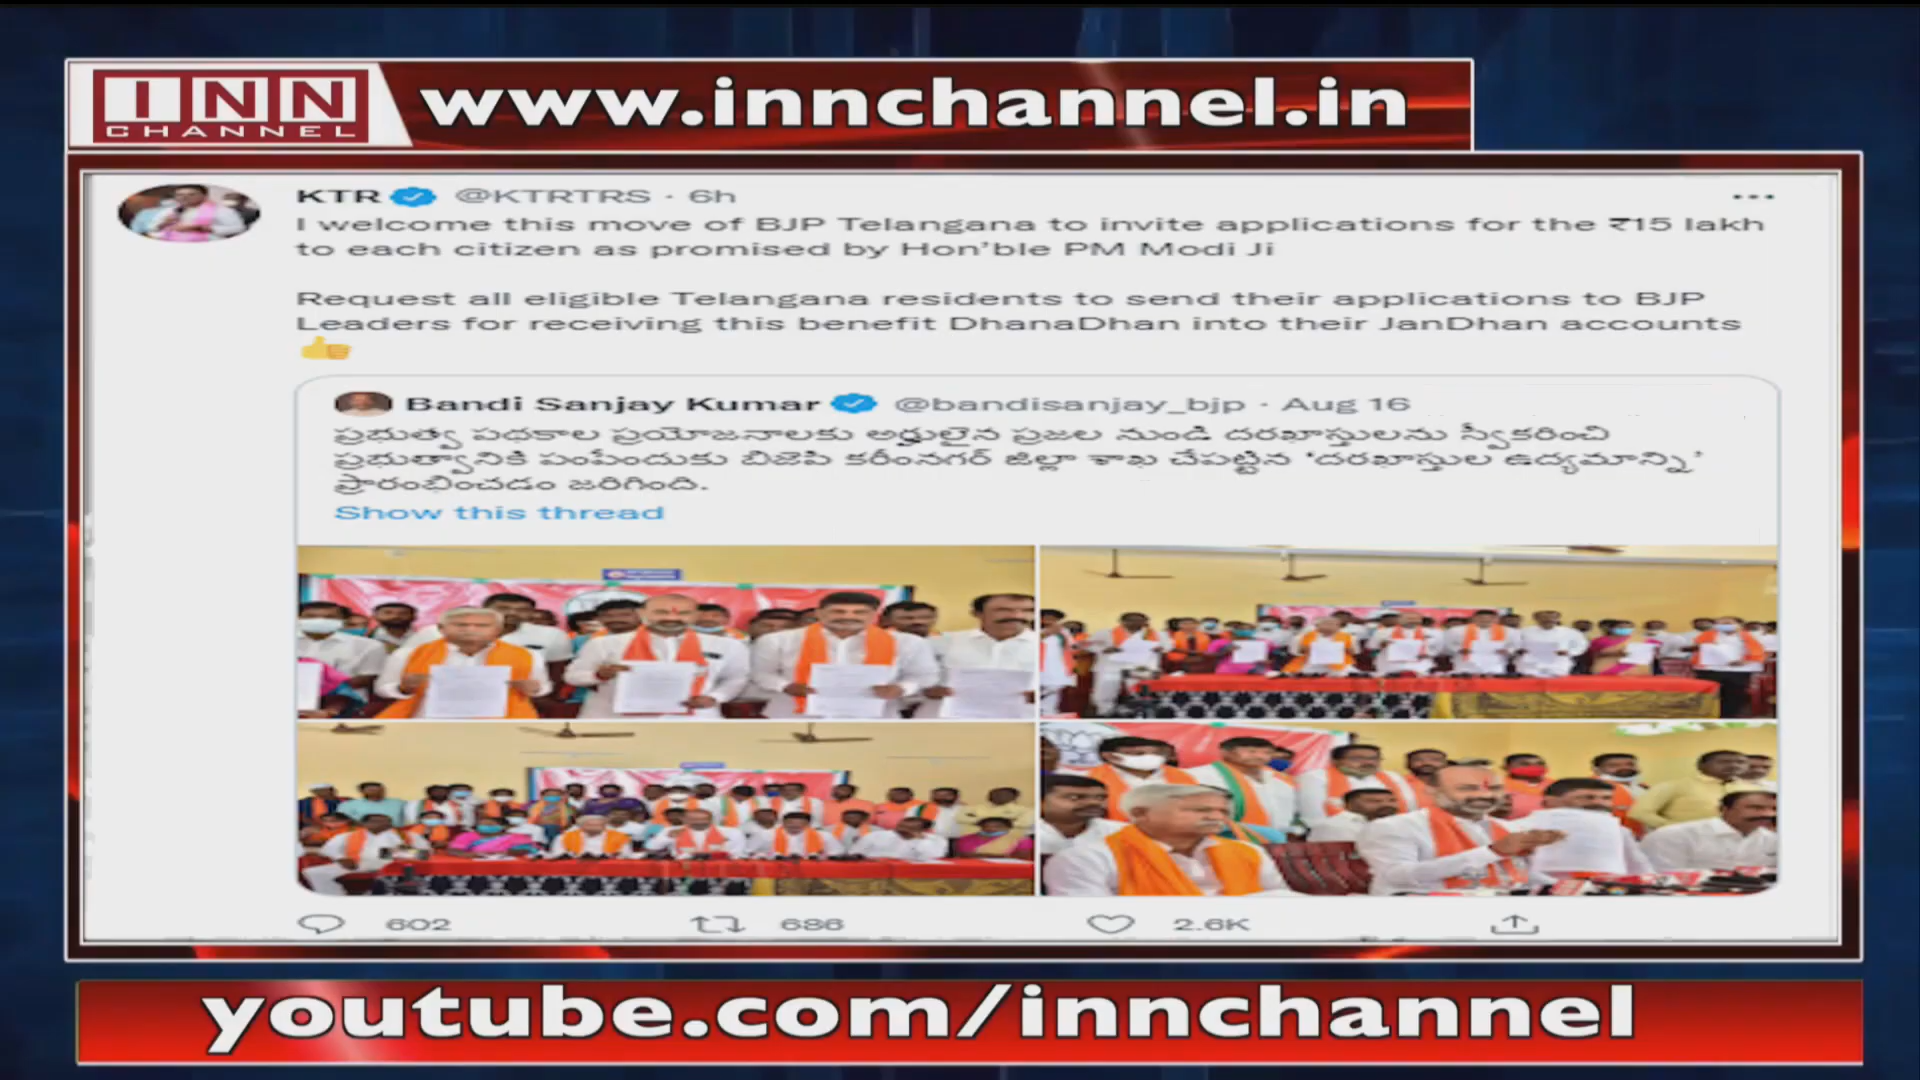 INN
CHANNEL
www.innchannel.in
KTR @KTRTRS · 6h
I welcome this move of BJP Telangana to invite applications for the ₹15 lakh
to each citizen as promised by Hon’ble PM Modi Ji
Request all eligible Telangana residents to send their applications to BJP
Leaders for receiving this benefit DhanaDhan into their JanDhan accounts
Bandi Sanjay Kumar @bandisanjay_bjp · Aug 16
ప్రభుత్వ పథకాల ప్రయోజనాలకు అర్హులైన ప్రజల నుండి దరఖాస్తులను స్వీకరించి
ప్రభుత్వానికి పంపేందుకు బిజెపి కరీంనగర్ జిల్లా శాఖ చేపట్టిన ‘దరఖాస్తుల ఉద్యమాన్ని’
ప్రారంభించడం జరిగింది.
Show this thread
602 686 2.6K
youtube.com/innchannel